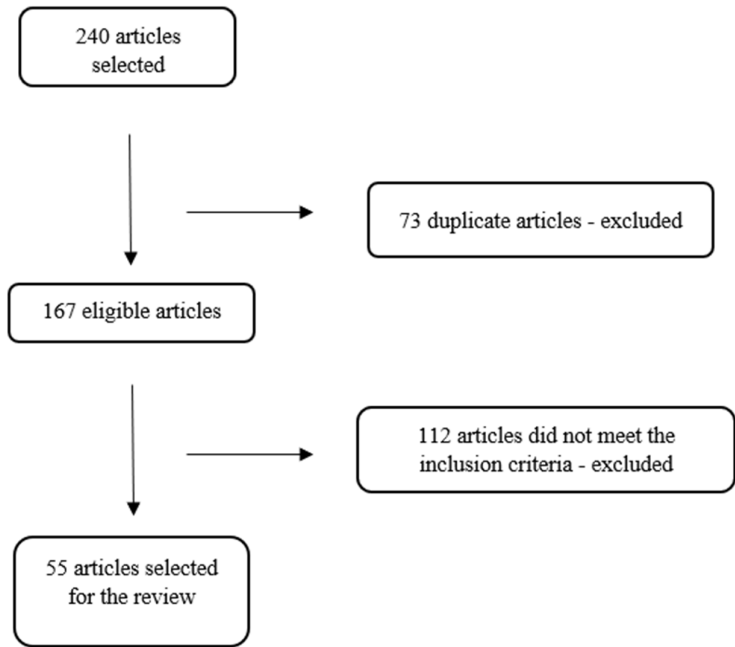 240 articles
selected
73 duplicate articles - excluded
167 eligible articles
112 articles did not meet the
inclusion criteria - excluded
55 articles selected
for the review